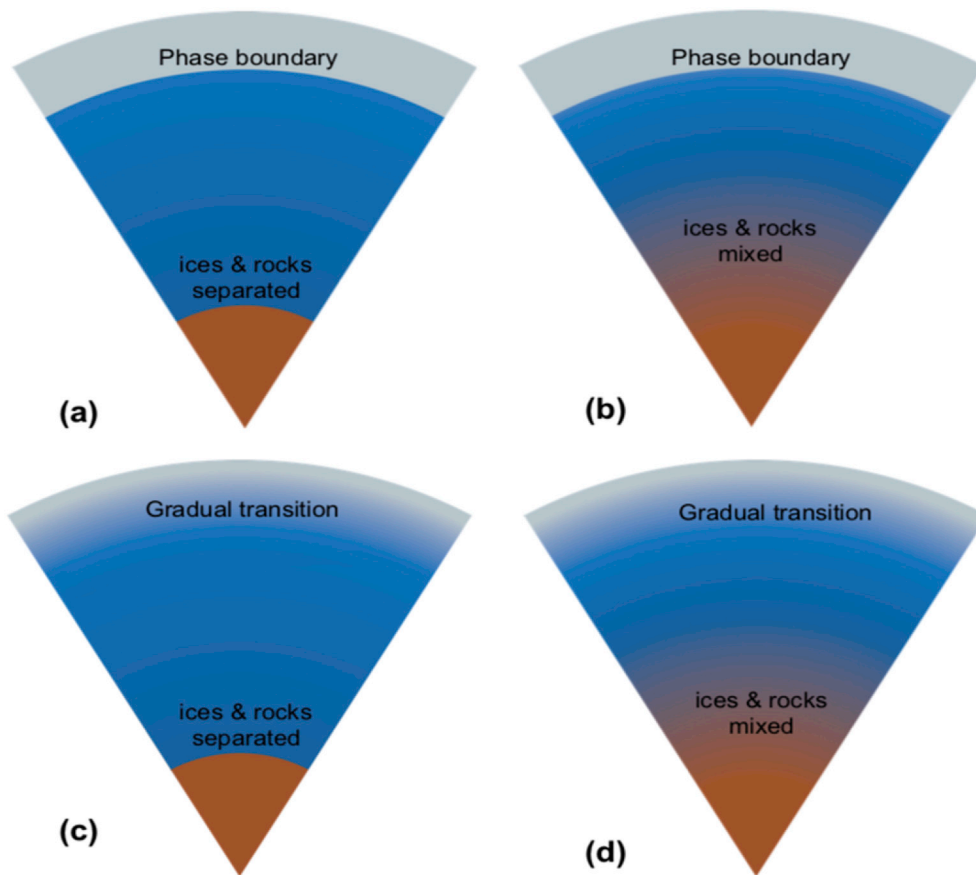 Phase boundary
ices & rocks
separated
(a)
Phase boundary
ices & rocks
mixed
(b)
Gradual transition
ices & rocks
separated
(c)
Gradual transition
ices & rocks
mixed
(d)